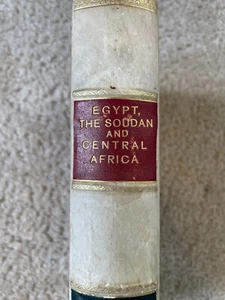 EGYPT,
THE SOUDAN
AND
CENTRAL
AFRICA